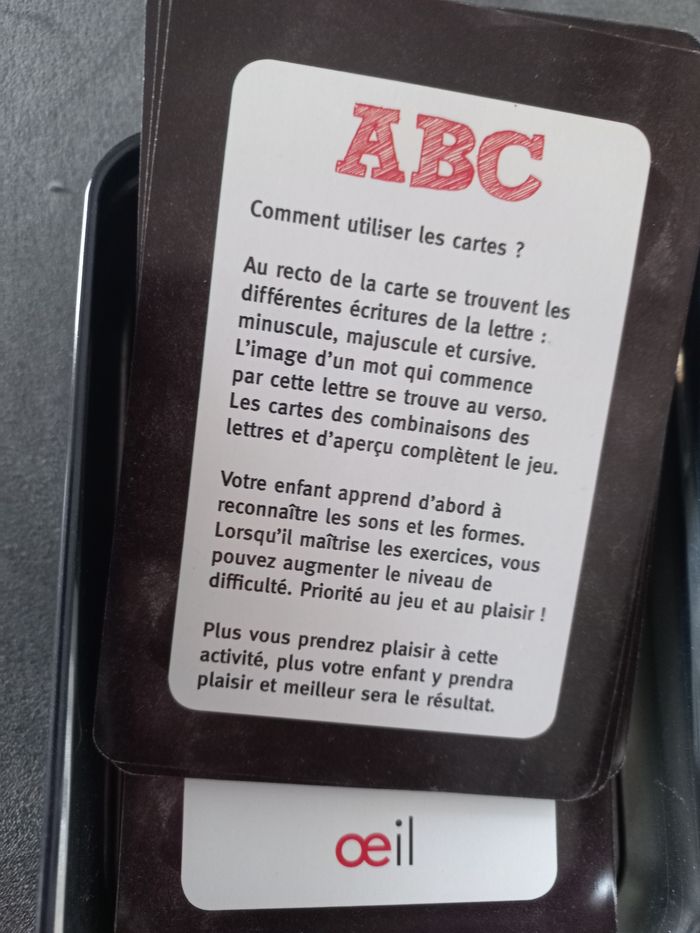 ABC
Comment utiliser les cartes ?
Au recto de la carte se trouvent les
différentes écritures de la lettre :
minuscule, majuscule et cursive.
L'image d'un mot qui commence
par cette lettre se trouve au verso.
Les cartes des combinaisons des
lettres et d'aperçu complètent le jeu.
Votre enfant apprend d'abord à
reconnaître les sons et les formes.
Lorsqu'il maîtrise les exercices, vous
pouvez augmenter le niveau de
difficulté. Priorité au jeu et au plaisir !
Plus vous prendrez plaisir à cette
activité, plus votre enfant y prendra
plaisir et meilleur sera le résultat.
œil